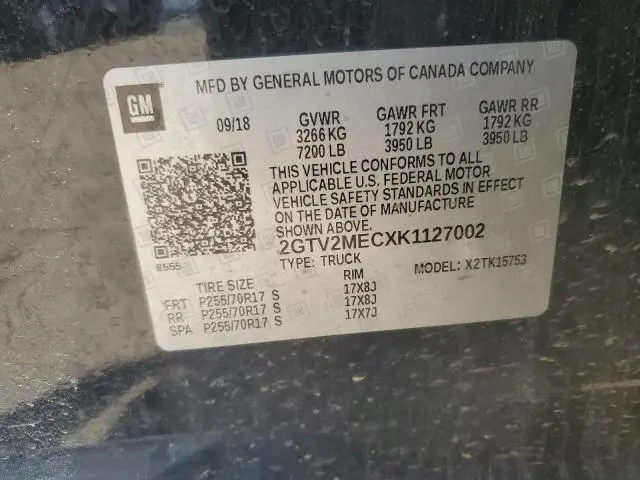 MFD BY GENERAL MOTORS OF CANADA COMPANY
GM
09/18 GVWR GAWR FRT GAWR RR
3266 KG 1792 KG 1792 KG
7200 LB 3950 LB 3950 LB
THIS VEHICLE CONFORMS TO ALL
APPLICABLE U.S. FEDERAL MOTOR
VEHICLE SAFETY STANDARDS IN EFFECT
ON THE DATE OF MANUFACTURE
SHOWN ABOVE.
2GTV2MECXK1127002
8555 TYPE: TRUCK MODEL: X2TK15753
TIRE SIZE RIM
FRT P255/70R17 S 17X8J
RR P255/70R17 S 17X8J
SPA P255/70R17 S 17X7J